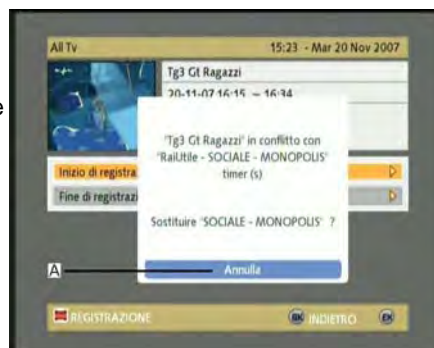 e
All Tv 15:23 - Mar 20 Nov 2007
Tg3 Gt Ragazzi
20-11-07 16:15 ~ 16:34
'Tg3 Gt Ragazzi' in conflitto con
'RaiUtile - SOCIALE - MONOPOLIS'
timer (s)
Inizio di registra
Fine di registrazi
Sostituire 'SOCIALE - MONOPOLIS' ?
A
Annulla
REGISTRAZIONE OK INDIETRO EX